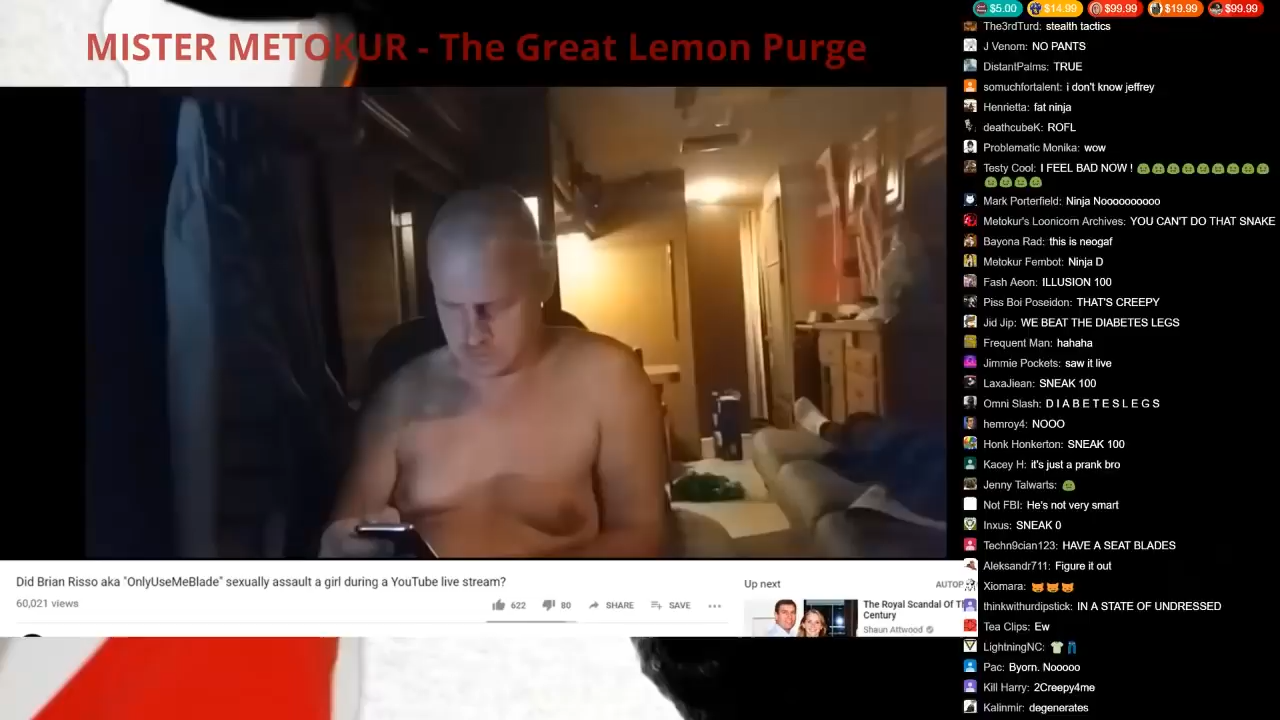 MISTER METOKUR - The Great Lemon Purge
$5.00 $14.99 $99.99 $19.99 $99.99
The3rdTurd: stealth tactics
J Venom: NO PANTS
DistantPalms: TRUE
somuchfortalent: i don't know jeffrey
Henrietta: fat ninja
deathcubeK: ROFL
Problematic Monika: wow
Testy Cool: I FEEL BAD NOW !
Mark Porterfield: Ninja Noooooooooo
Metokur's Loonicorn Archives: YOU CAN'T DO THAT SNAKE
Bayona Rad: this is neogaf
Metokur Fembot: Ninja D
Fash Aeon: ILLUSION 100
Piss Boi Poseidon: THAT'S CREEPY
Jid Jip: WE BEAT THE DIABETES LEGS
Frequent Man: hahaha
Jimmie Pockets: saw it live
LaxaJiean: SNEAK 100
Omni Slash: D I A B E T E S L E G S
hemroy4: NOOO
Honk Honkerton: SNEAK 100
Kacey H: it's just a prank bro
Jenny Talwarts:
Not FBI: He's not very smart
Inxus: SNEAK 0
Techn9cian123: HAVE A SEAT BLADES
Aleksandr711: Figure it out
Xiomara:
thinkwithurdipstick: IN A STATE OF UNDRESSED
Tea Clips: Ew
LightningNC:
Pac: Byorn. Nooooo
Kill Harry: 2Creepy4me
Kalinmir: degenerates
Did Brian Risso aka "OnlyUseMeBlade" sexually assault a girl during a YouTube live stream?
60,021 views
622 80 SHARE SAVE
Up next AUTOP
The Royal Scandal Of Th
Century
Shaun Attwood